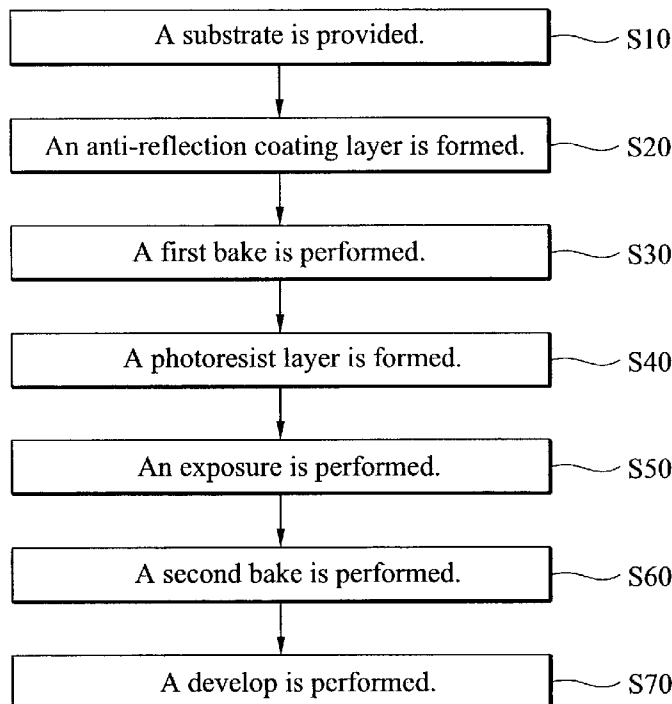 A substrate is provided. S10
An anti-reflection coating layer is formed. S20
A first bake is performed. S30
A photoresist layer is formed. S40
An exposure is performed. S50
A second bake is performed. S60
A develop is performed. S70